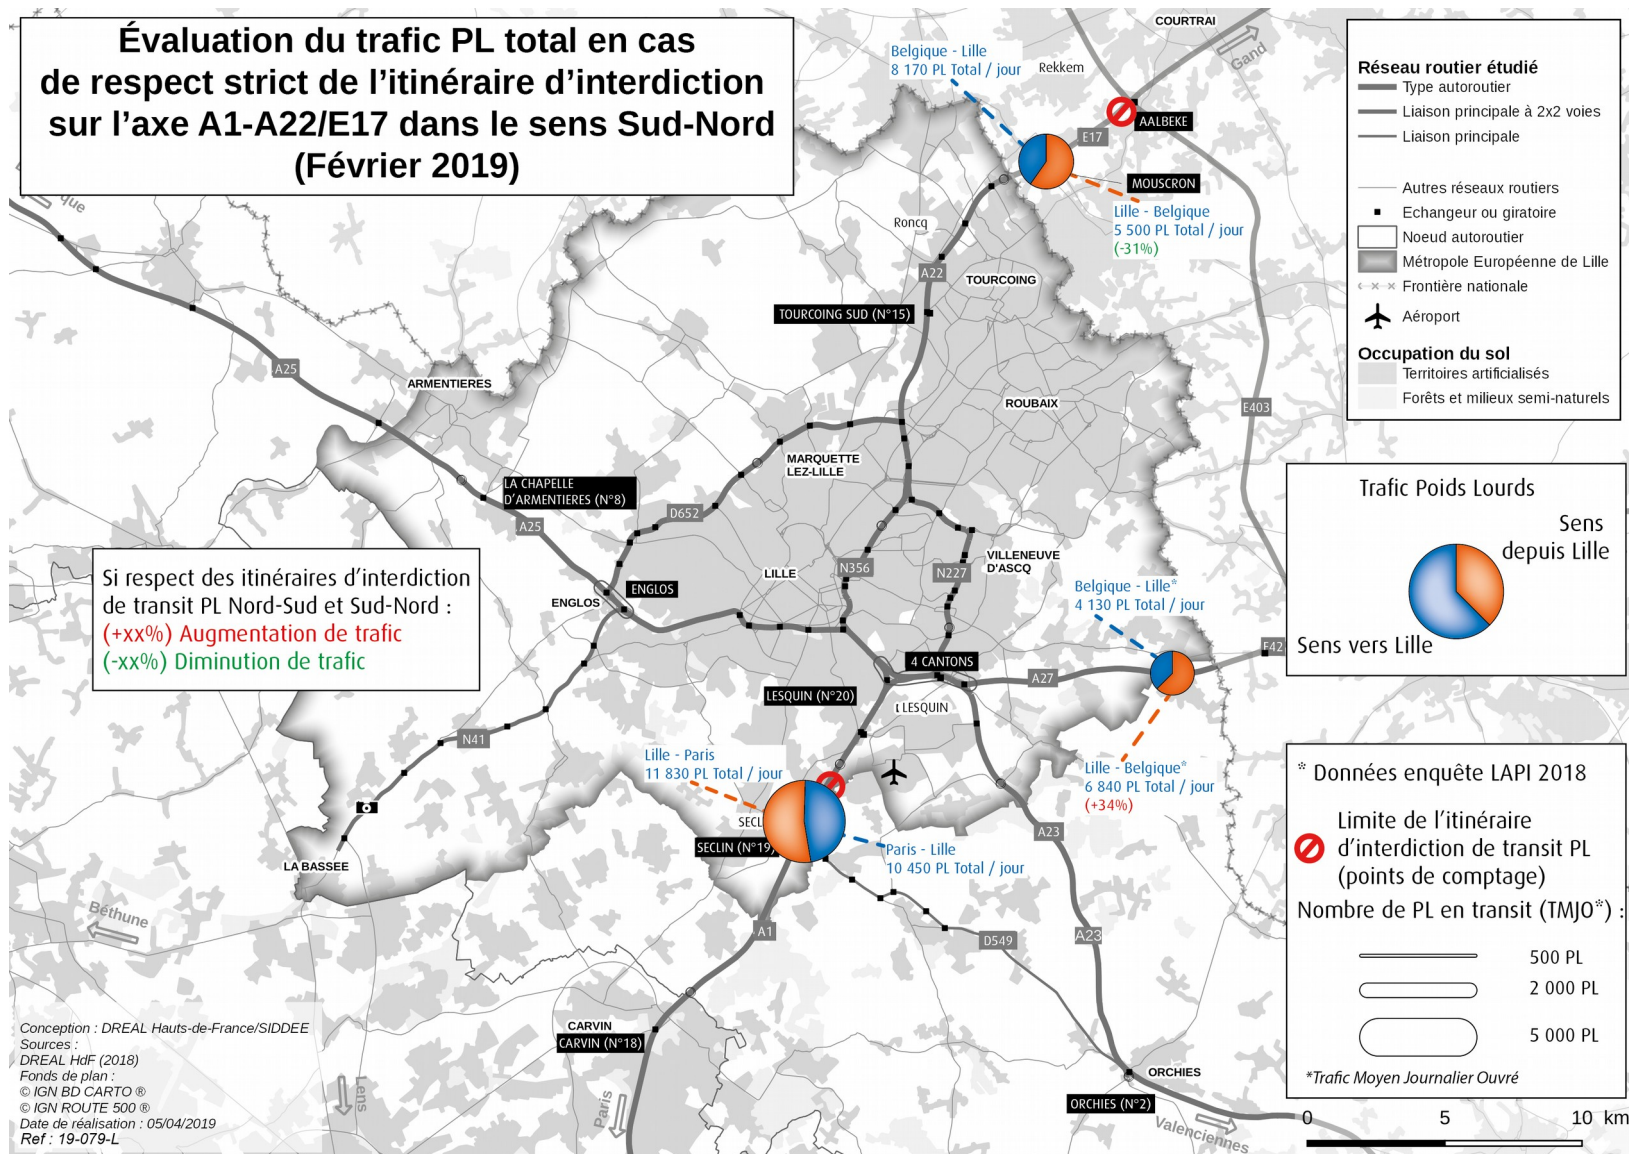 Évaluation du trafic PL total en cas
de respect strict de l’itinéraire d’interdiction
sur l’axe A1-A22/E17 dans le sens Sud-Nord
(Février 2019)
COURTRAI
Gand
Belgique - Lille
8 170 PL Total / jour
Rekkem
AALBEKE
E17
MOUSCRON
Lille - Belgique
5 500 PL Total / jour
(-31%)
Roncq
A22
TOURCOING
TOURCOING SUD (N°15)
A25
ARMENTIERES
ROUBAIX
E403
MARQUETTE
LEZ-LILLE
LA CHAPELLE
D’ARMENTIERES (N°8)
A25
D652
VILLENEUVE
D'ASCQ
LILLE
N356
N227
ENGLOS
ENGLOS
Si respect des itinéraires d’interdiction
de transit PL Nord-Sud et Sud-Nord :
(+xx%) Augmentation de trafic
(-xx%) Diminution de trafic
Belgique - Lille*
4 130 PL Total / jour
E42
4 CANTONS
A27
LESQUIN (N°20)
LESQUIN
N41
Lille - Paris
11 830 PL Total / jour
Lille - Belgique*
6 840 PL Total / jour
(+34%)
SECLIN (N°19)
Paris - Lille
10 450 PL Total / jour
A23
LA BASSEE
Béthune
A1
D549
A23
CARVIN
CARVIN (N°18)
ORCHIES
ORCHIES (N°2)
Lens
Paris
Valenciennes
Réseau routier étudié
Type autoroutier
Liaison principale à 2x2 voies
Liaison principale
Autres réseaux routiers
Echangeur ou giratoire
Noeud autoroutier
Métropole Européenne de Lille
Frontière nationale
Aéroport
Occupation du sol
Territoires artificialisés
Forêts et milieux semi-naturels
Trafic Poids Lourds
Sens
depuis Lille
Sens vers Lille
* Données enquête LAPI 2018
Limite de l’itinéraire
d’interdiction de transit PL
(points de comptage)
Nombre de PL en transit (TMJO*) :
500 PL
2 000 PL
5 000 PL
*Trafic Moyen Journalier Ouvré
0 5 10 km
Conception : DREAL Hauts-de-France/SIDDEE
Sources :
DREAL HdF (2018)
Fonds de plan :
© IGN BD CARTO ®
© IGN ROUTE 500 ®
Date de réalisation : 05/04/2019
Ref : 19-079-L